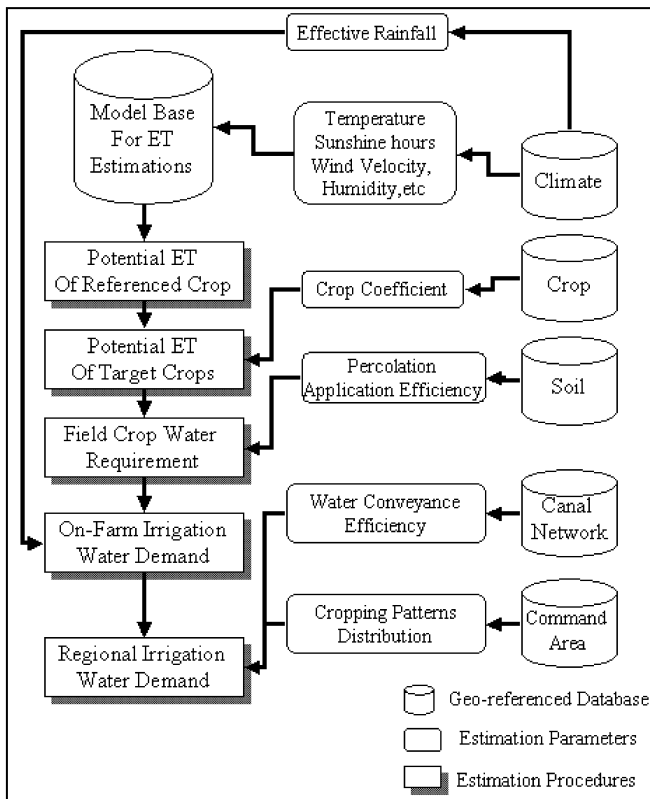 Effective Rainfall
Model Base
For ET
Estimations
Temperature
Sunshine hours
Wind Velocity,
Humidity,etc
Climate
Potential ET
Of Referenced Crop
Crop Coefficient
Crop
Potential ET
Of Target Crops
Percolation
Application Efficiency
Soil
Field Crop Water
Requirement
Water Conveyance
Efficiency
Canal
Network
On-Farm Irrigation
Water Demand
Cropping Patterns
Distribution
Command
Area
Regional Irrigation
Water Demand
Geo-referenced Database
Estimation Parameters
Estimation Procedures